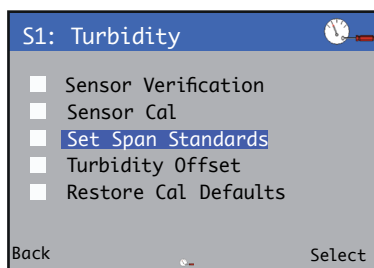 S1: Turbidity
Sensor Verification
Sensor Cal
Set Span Standards
Turbidity Offset
Restore Cal Defaults
Back Select